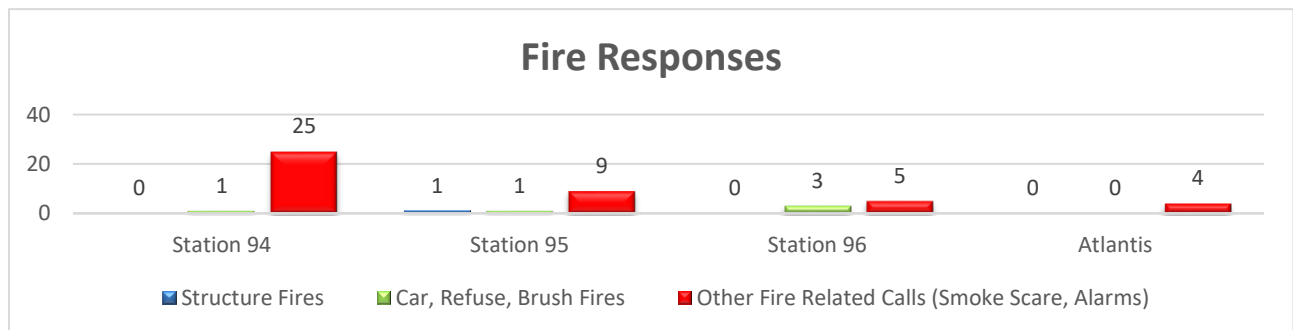 Fire Responses
40
20
0
0 1 25
1 1 9
0 3 5
0 0 4
Station 94 Station 95 Station 96 Atlantis
Structure Fires Car, Refuse, Brush Fires Other Fire Related Calls (Smoke Scare, Alarms)